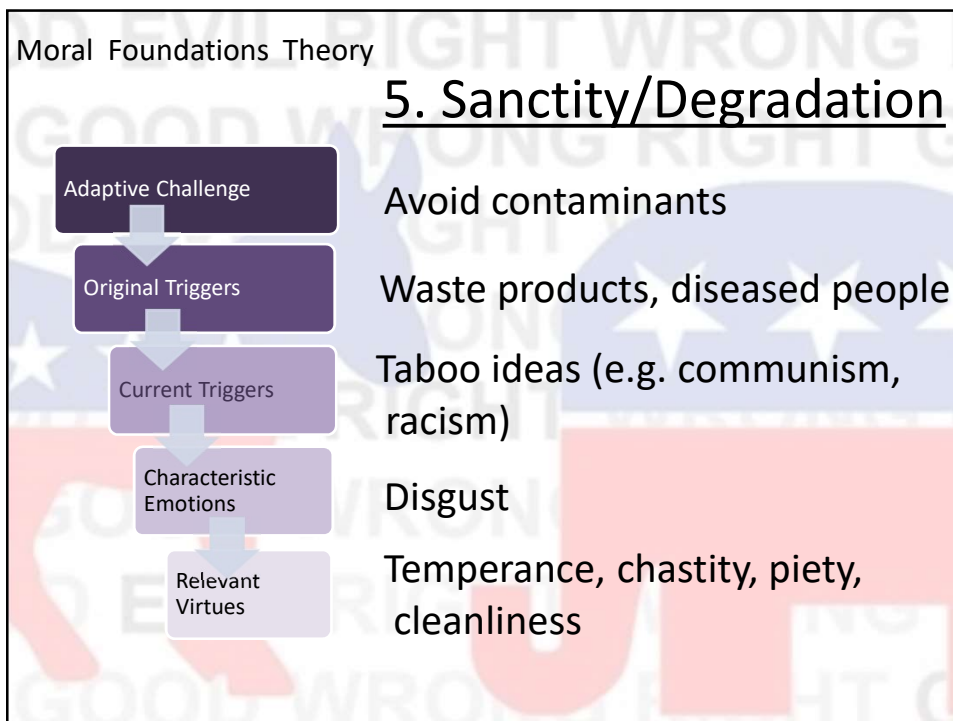 Moral Foundations Theory
5. Sanctity/Degradation
Adaptive Challenge
Avoid contaminants
Original Triggers
Waste products, diseased people
Current Triggers
Taboo ideas (e.g. communism,
racism)
Characteristic
Emotions
Disgust
Relevant
Virtues
Temperance, chastity, piety,
cleanliness